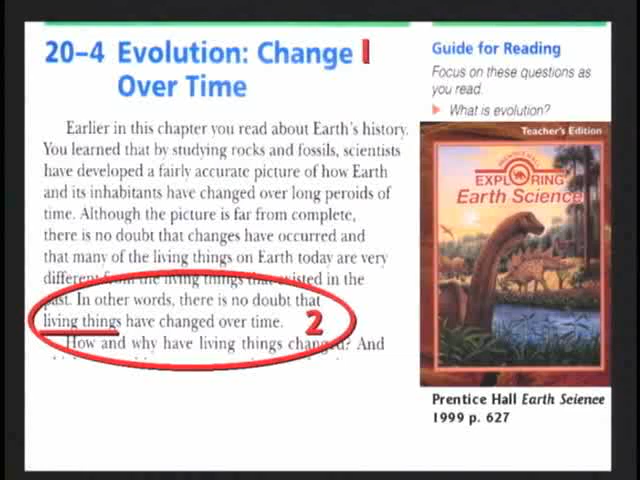 20-4 Evolution: Change 1
Over Time
Earlier in this chapter you read about Earth's history.
You learned that by studying rocks and fossils, scientists
have developed a fairly accurate picture of how Earth
and its inhabitants have changed over long peroids of
time. Although the picture is far from complete,
there is no doubt that changes have occurred and
that many of the living things on Earth today are very
different from the living things that existed in the
past. In other words, there is no doubt that
living things have changed over time. 2
How and why have living things changed? And
Guide for Reading
Focus on these questions as
you read.
What is evolution?
Teacher's Edition
PRENTICE HALL
EXPLORING
Earth Science
Prentice Hall Earth Science
1999 p. 627